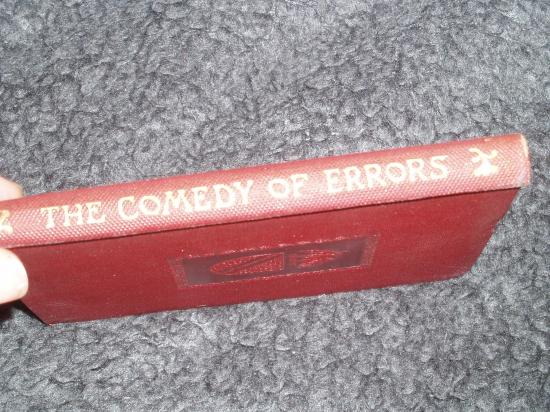 THE COMEDY OF ERRORS